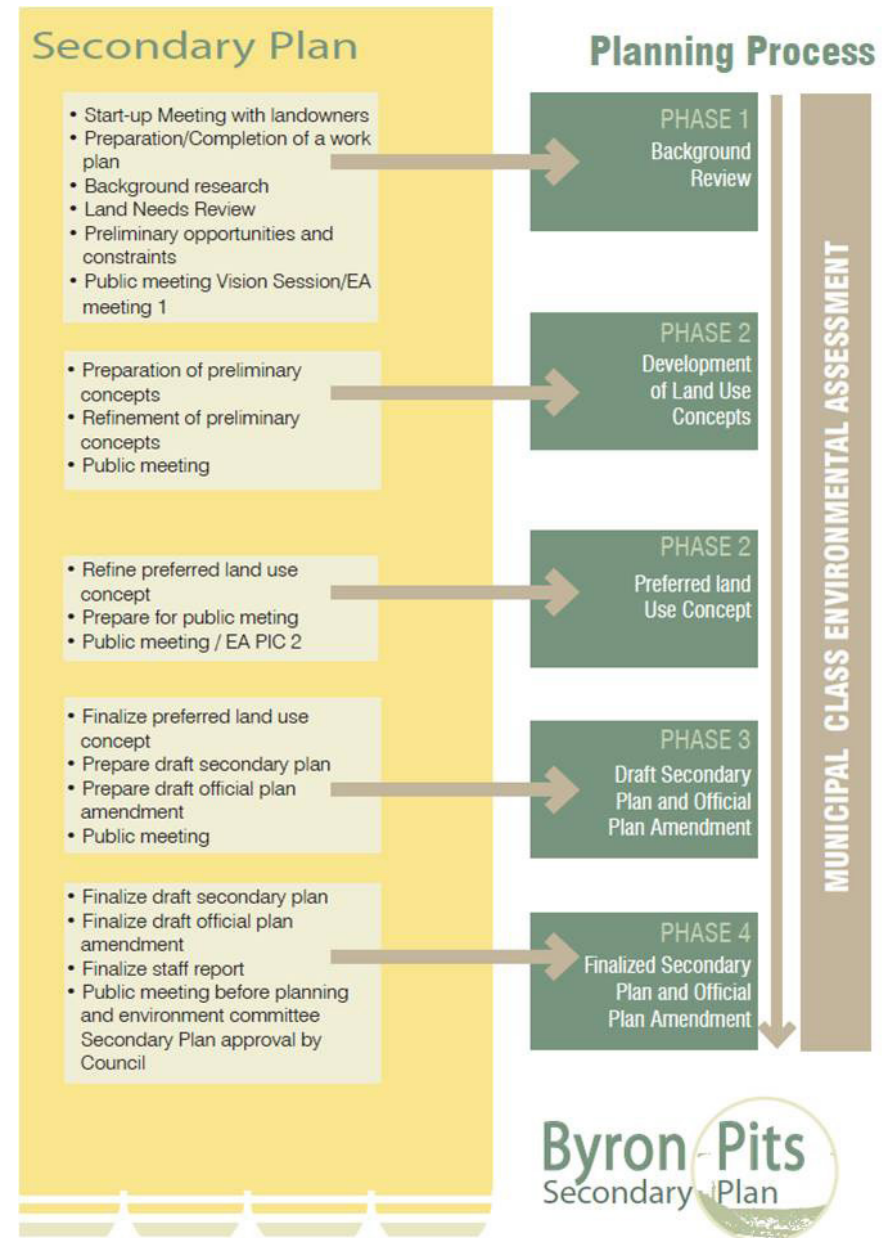 Secondary Plan
Planning Process
• Start-up Meeting with landowners
• Preparation/Completion of a work
plan
• Background research
• Land Needs Review
• Preliminary opportunities and
constraints
• Public meeting Vision Session/EA
meeting 1
PHASE 1
Background
Review
• Preparation of preliminary
concepts
• Refinement of preliminary
concepts
• Public meeting
PHASE 2
Development
of Land Use
Concepts
• Refine preferred land use
concept
• Prepare for public meting
• Public meeting / EA PIC 2
PHASE 2
Preferred land
Use Concept
• Finalize preferred land use
concept
• Prepare draft secondary plan
• Prepare draft official plan
amendment
• Public meeting
PHASE 3
Draft Secondary
Plan and Official
Plan Amendment
• Finalize draft secondary plan
• Finalize draft official plan
amendment
• Finalize staff report
• Public meeting before planning
and environment committee
Secondary Plan approval by
Council
PHASE 4
Finalized Secondary
Plan and Official
Plan Amendment
MUNICIPAL CLASS ENVIRONMENTAL ASSESSMENT
Byron Pits
Secondary Plan